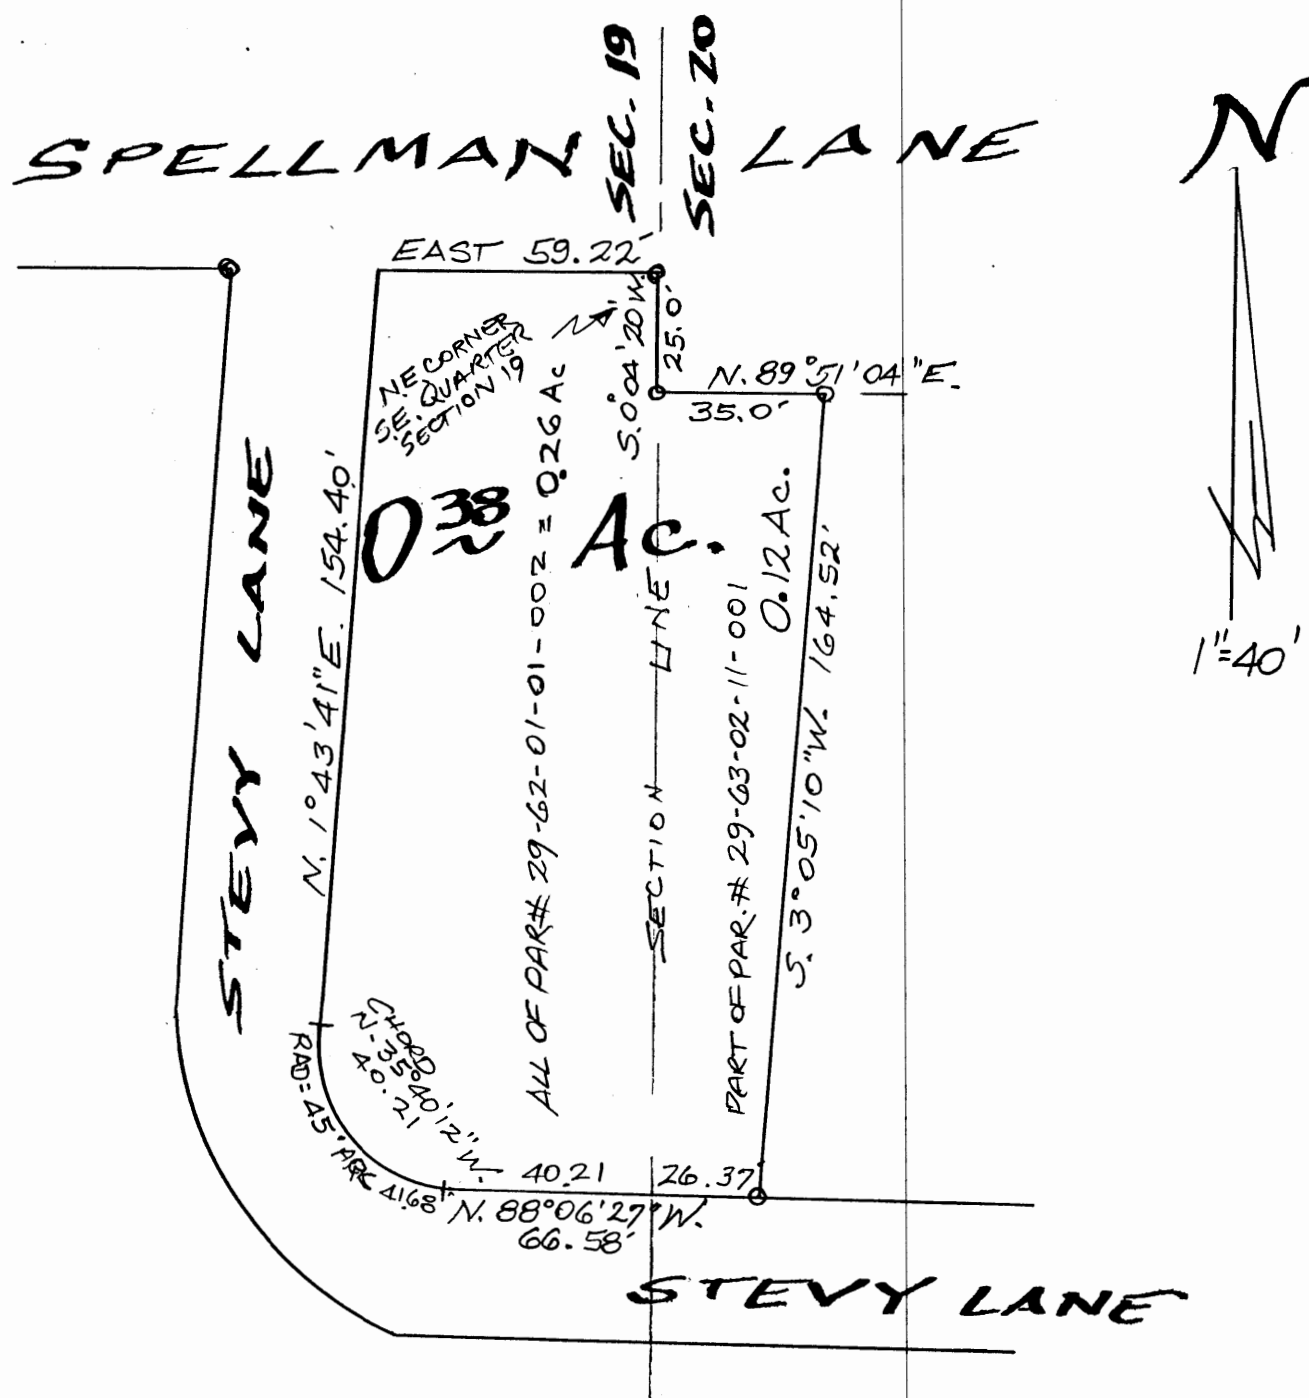 SEC. 19
SEC. 20
SPELLMAN LANE
N
EAST 59.22'
S. 0°04'20"W.
25.0'
N. 89°51'04"E.
35.0'
N.E. CORNER
S.E. QUARTER
SECTION 19
0.38 Ac.
ALL OF PAR# 29-62-01-01-002 = 0.26 Ac
SECTION LINE
PART OF PAR.# 29-63-02-11-001
0.12 Ac.
S. 3°05'10"W. 164.52'
N. 1°43'41"E. 154.40'
STEVY LANE
1"=40'
CHORD
N-35°40'12"W.
40.21
RAD=45' ARC 41.68'
40.21 26.37
N. 88°06'27"W.
66.58'
STEVY LANE